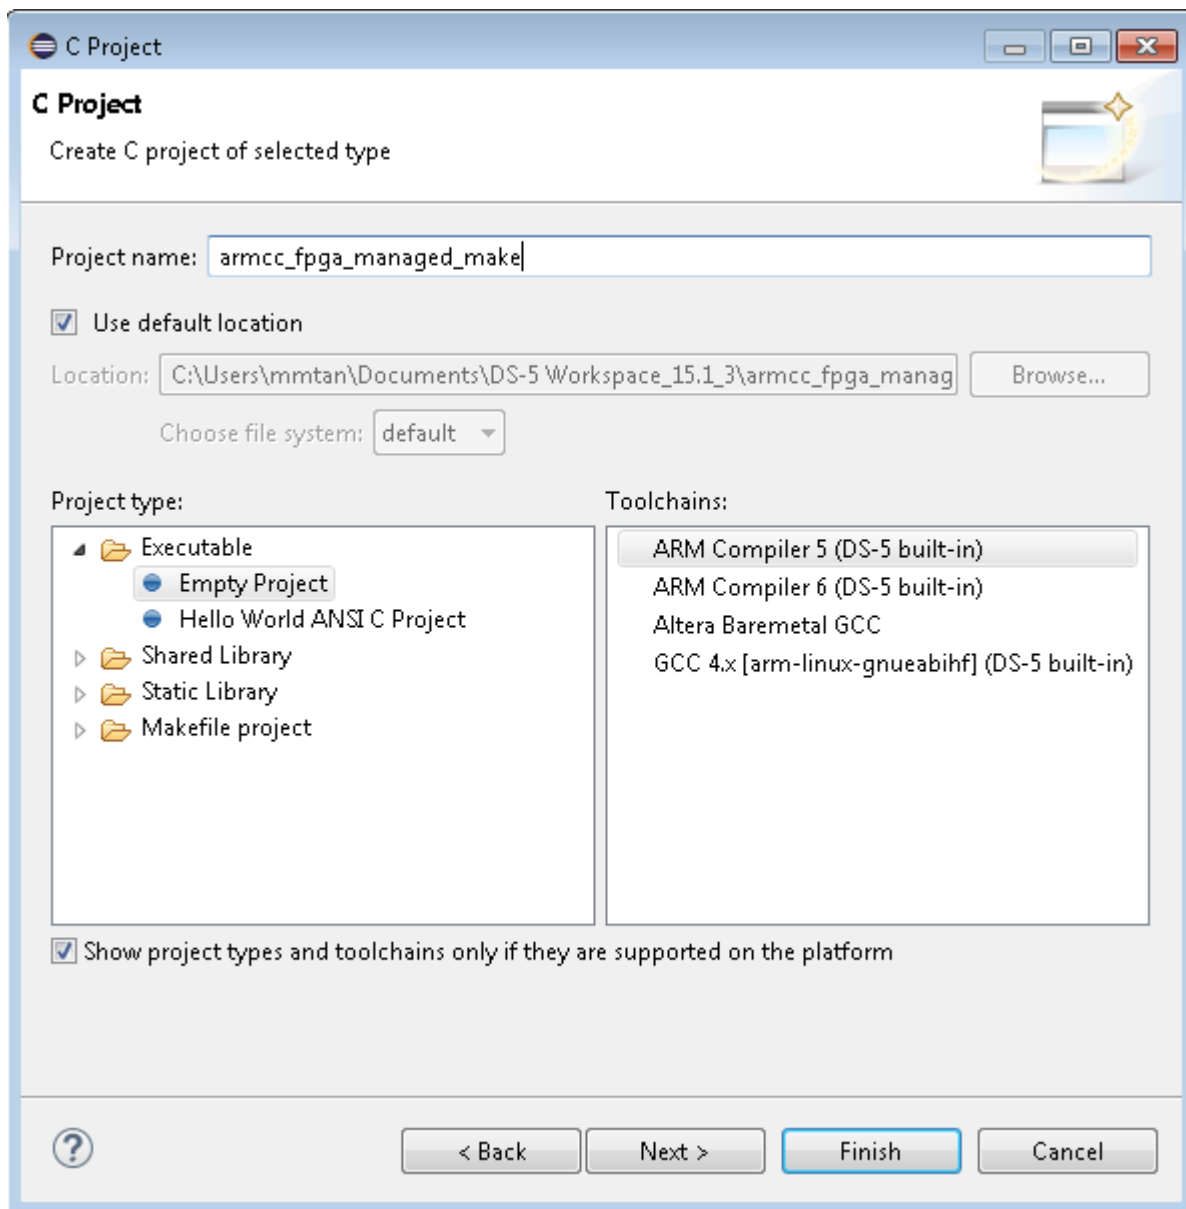 C Project
C Project
Create C project of selected type
Project name: armcc_fpga_managed_make
Use default location
Location: C:\Users\mmtan\Documents\DS-5 Workspace_15.1_3\armcc_fpga_manag Browse...
Choose file system: default
Project type: Toolchains:
Executable ARM Compiler 5 (DS-5 built-in)
Empty Project ARM Compiler 6 (DS-5 built-in)
Hello World ANSI C Project Altera Baremetal GCC
Shared Library GCC 4.x [arm-linux-gnueabihf] (DS-5 built-in)
Static Library
Makefile project
Show project types and toolchains only if they are supported on the platform
? < Back Next > Finish Cancel